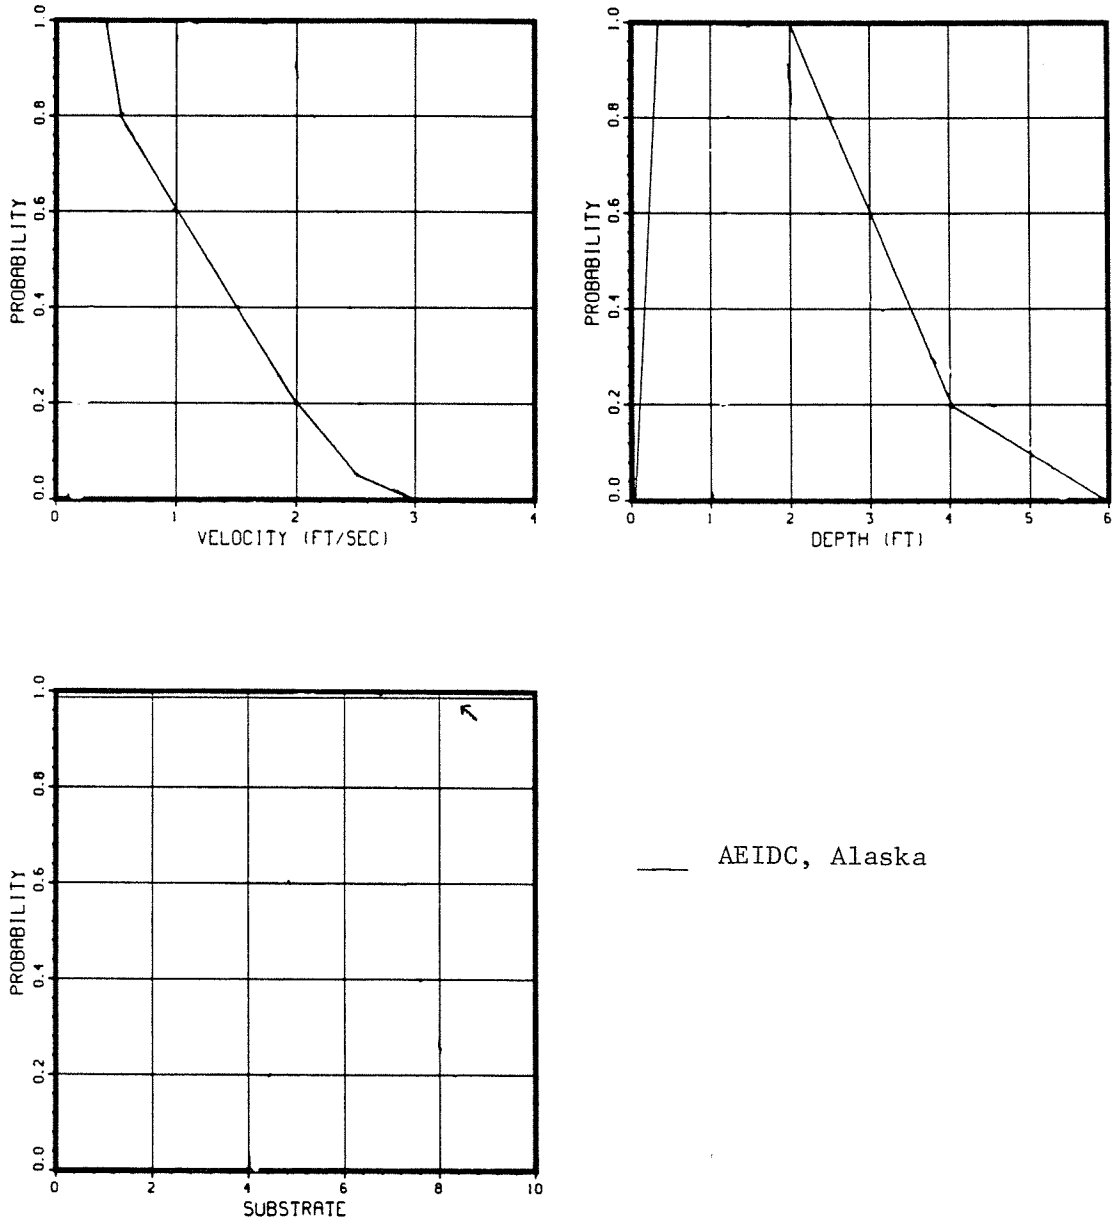 PROBABILITY
1.0
0.8
0.6
0.4
0.2
0.0
0 1 2 3 4
VELOCITY (FT/SEC)
PROBABILITY
1.0
0.8
0.6
0.4
0.2
0.0
0 1 2 3 4 5 6
DEPTH (FT)
PROBABILITY
1.0
0.8
0.6
0.4
0.2
0.0
0 2 4 6 8 10
SUBSTRATE
AEIDC, Alaska